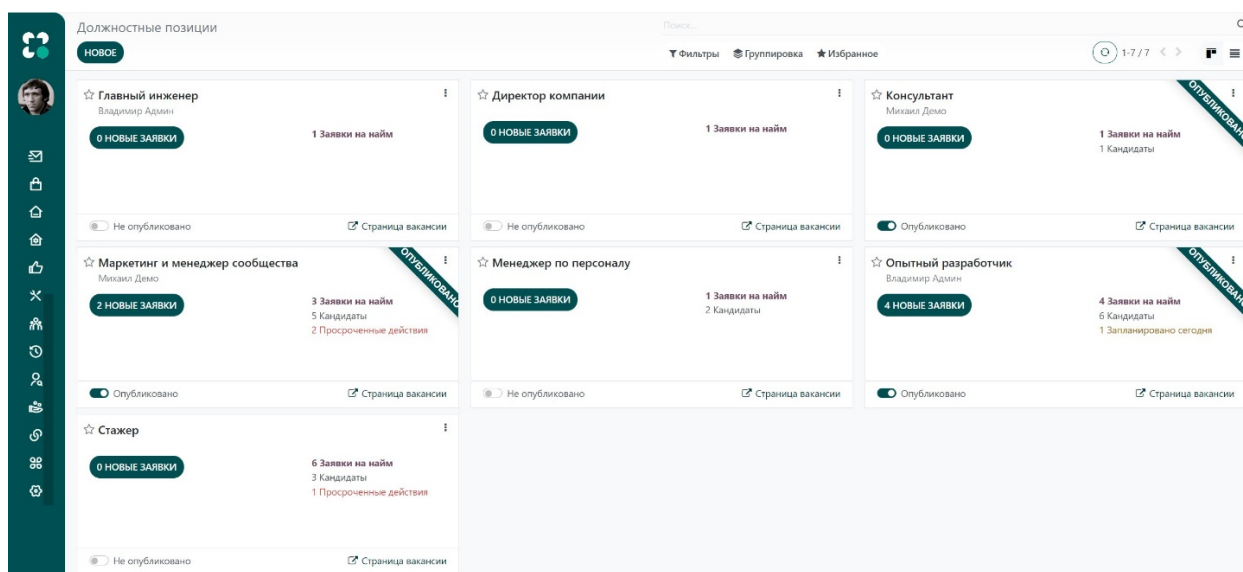 Должностные позиции
Поиск...
НОВОЕ
Фильтры Группировка Избранное
1-7 / 7
Главный инженер
Владимир Админ
0 НОВЫЕ ЗАЯВКИ
1 Заявки на найм
Не опубликовано
Страница вакансии
Директор компании
0 НОВЫЕ ЗАЯВКИ
1 Заявки на найм
Не опубликовано
Страница вакансии
Консультант
Михаил Демо
ОПУБЛИКОВАНО
0 НОВЫЕ ЗАЯВКИ
1 Заявки на найм
1 Кандидаты
Опубликовано
Страница вакансии
Маркетинг и менеджер сообщества
Михаил Демо
ОПУБЛИКОВАНО
2 НОВЫЕ ЗАЯВКИ
3 Заявки на найм
5 Кандидаты
2 Просроченные действия
Опубликовано
Страница вакансии
Менеджер по персоналу
0 НОВЫЕ ЗАЯВКИ
1 Заявки на найм
2 Кандидаты
Не опубликовано
Страница вакансии
Опытный разработчик
Владимир Админ
ОПУБЛИКОВАНО
4 НОВЫЕ ЗАЯВКИ
4 Заявки на найм
6 Кандидаты
1 Запланировано сегодня
Опубликовано
Страница вакансии
Стажер
0 НОВЫЕ ЗАЯВКИ
6 Заявки на найм
3 Кандидаты
1 Просроченные действия
Не опубликовано
Страница вакансии